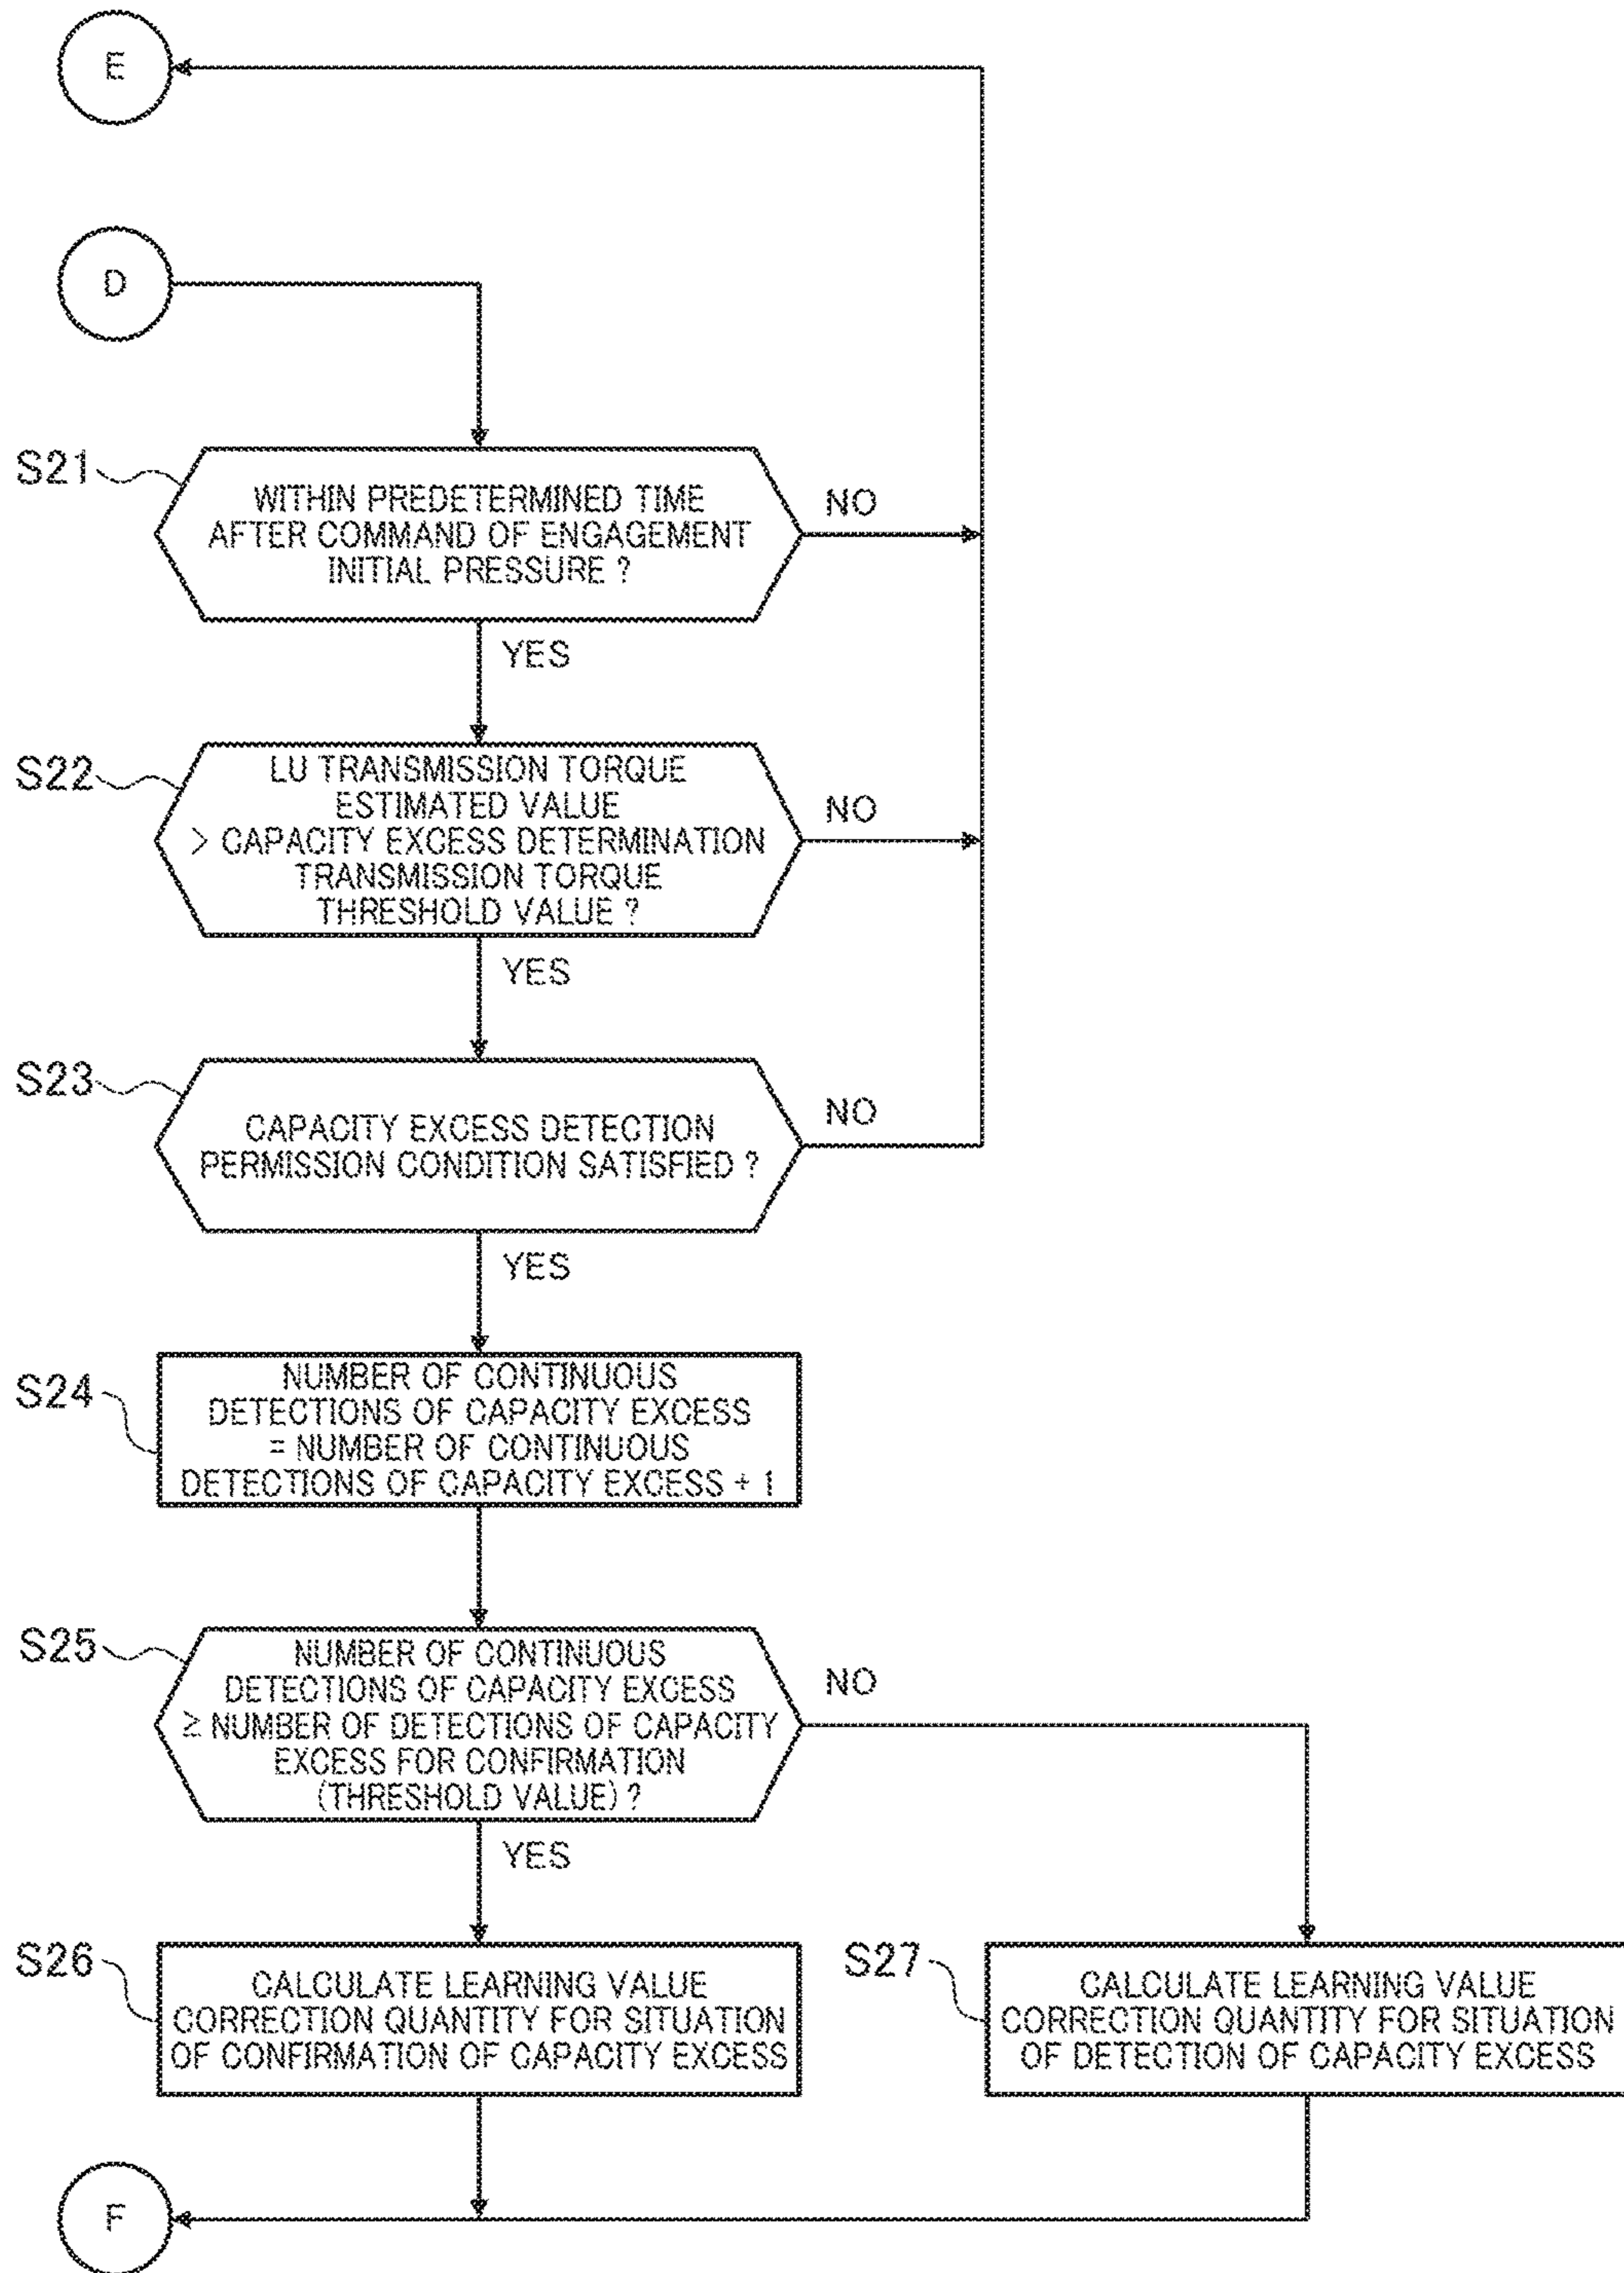 E
D
S21
WITHIN PREDETERMINED TIME
AFTER COMMAND OF ENGAGEMENT
INITIAL PRESSURE ?
NO
YES
S22
LU TRANSMISSION TORQUE
ESTIMATED VALUE
> CAPACITY EXCESS DETERMINATION
TRANSMISSION TORQUE
THRESHOLD VALUE ?
NO
YES
S23
CAPACITY EXCESS DETECTION
PERMISSION CONDITION SATISFIED ?
NO
YES
S24
NUMBER OF CONTINUOUS
DETECTIONS OF CAPACITY EXCESS
= NUMBER OF CONTINUOUS
DETECTIONS OF CAPACITY EXCESS + 1
S25
NUMBER OF CONTINUOUS
DETECTIONS OF CAPACITY EXCESS
≥ NUMBER OF DETECTIONS OF CAPACITY
EXCESS FOR CONFIRMATION
(THRESHOLD VALUE) ?
NO
YES
S26
CALCULATE LEARNING VALUE
CORRECTION QUANTITY FOR SITUATION
OF CONFIRMATION OF CAPACITY EXCESS
S27
CALCULATE LEARNING VALUE
CORRECTION QUANTITY FOR SITUATION
OF DETECTION OF CAPACITY EXCESS
F